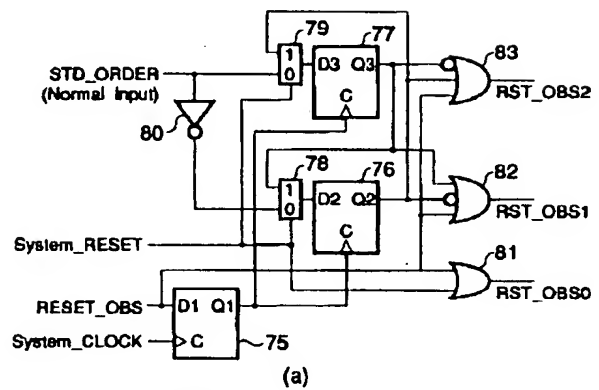 79
77
83
1
0
D3 Q3
C
STD_ORDER
(Normal Input)
RST_OBS2
80
78
76
82
1
0
D2 Q2
C
RST_OBS1
System_RESET
81
RESET_OBS
D1 Q1
RST_OBS0
System_CLOCK
C
75
(a)